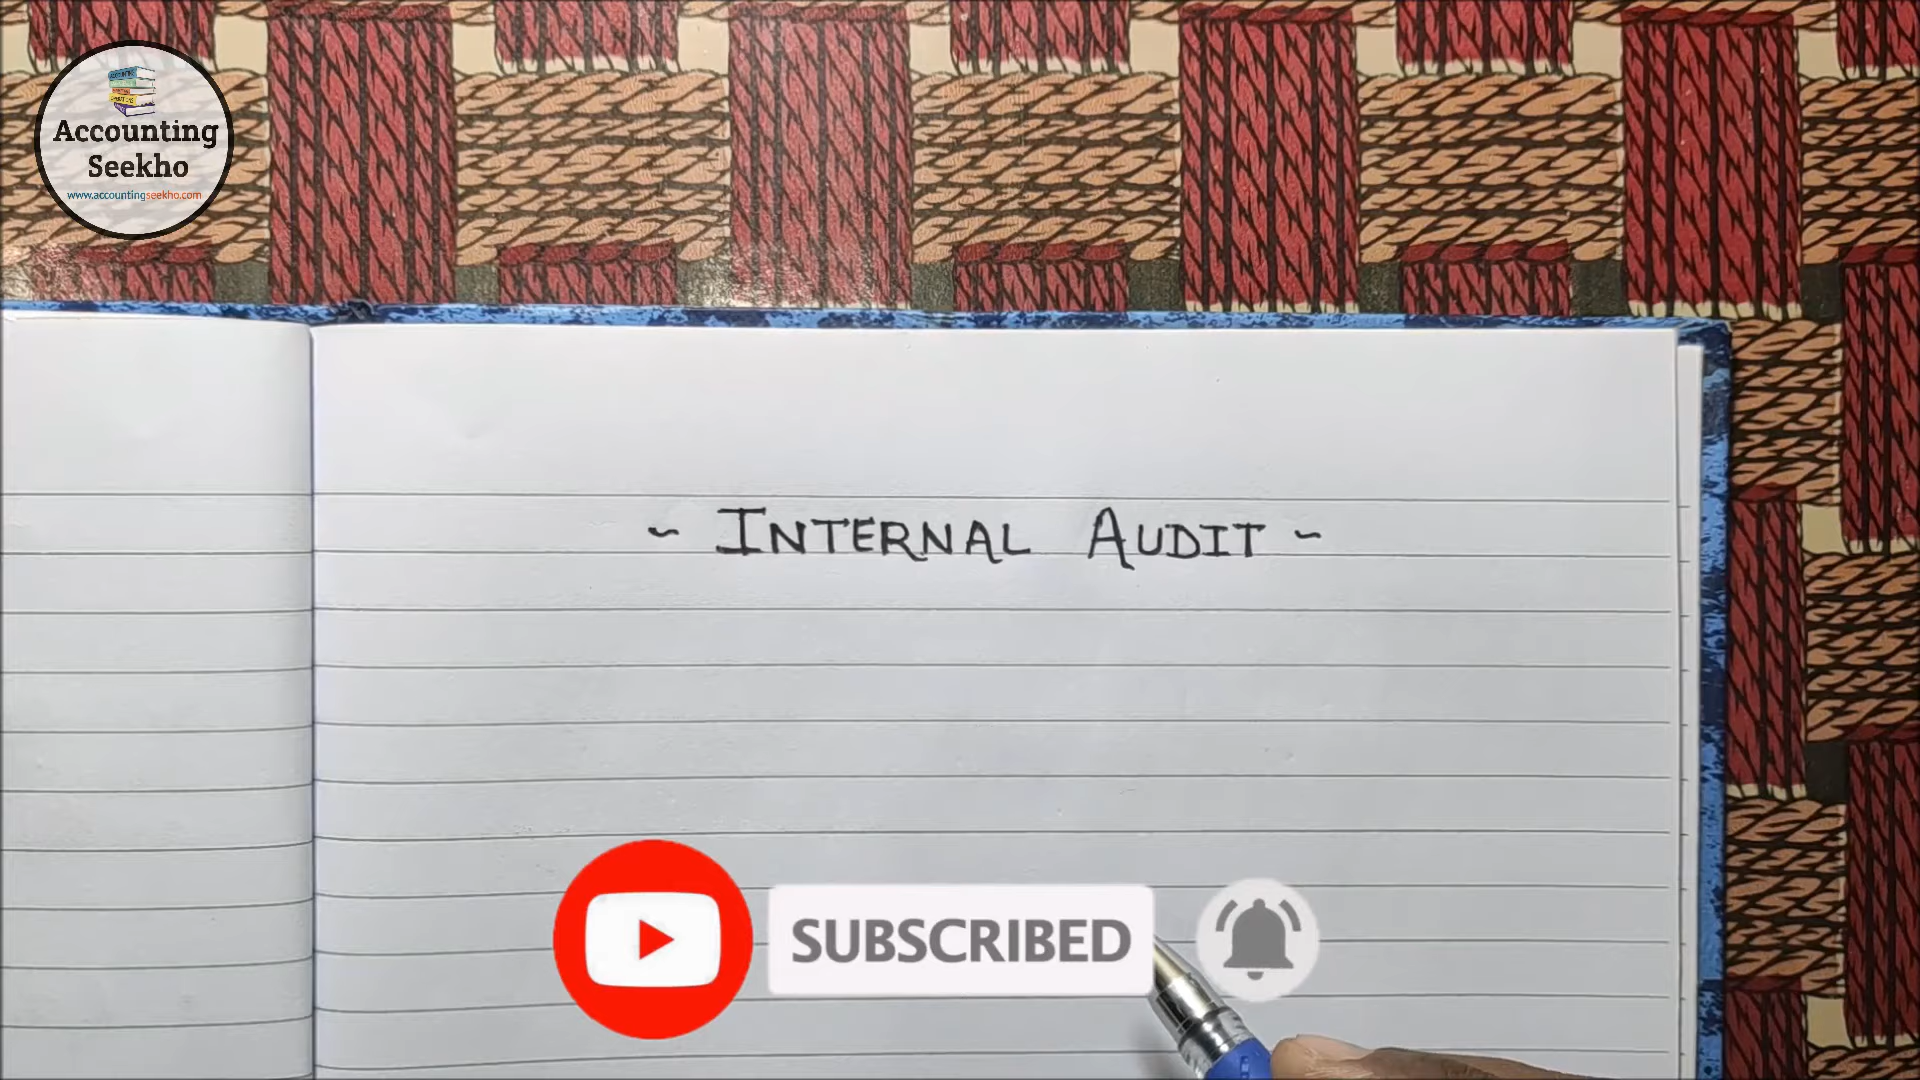 Accounting
Seekho
www.accountingseekho.com
~ INTERNAL AUDIT ~
SUBSCRIBED